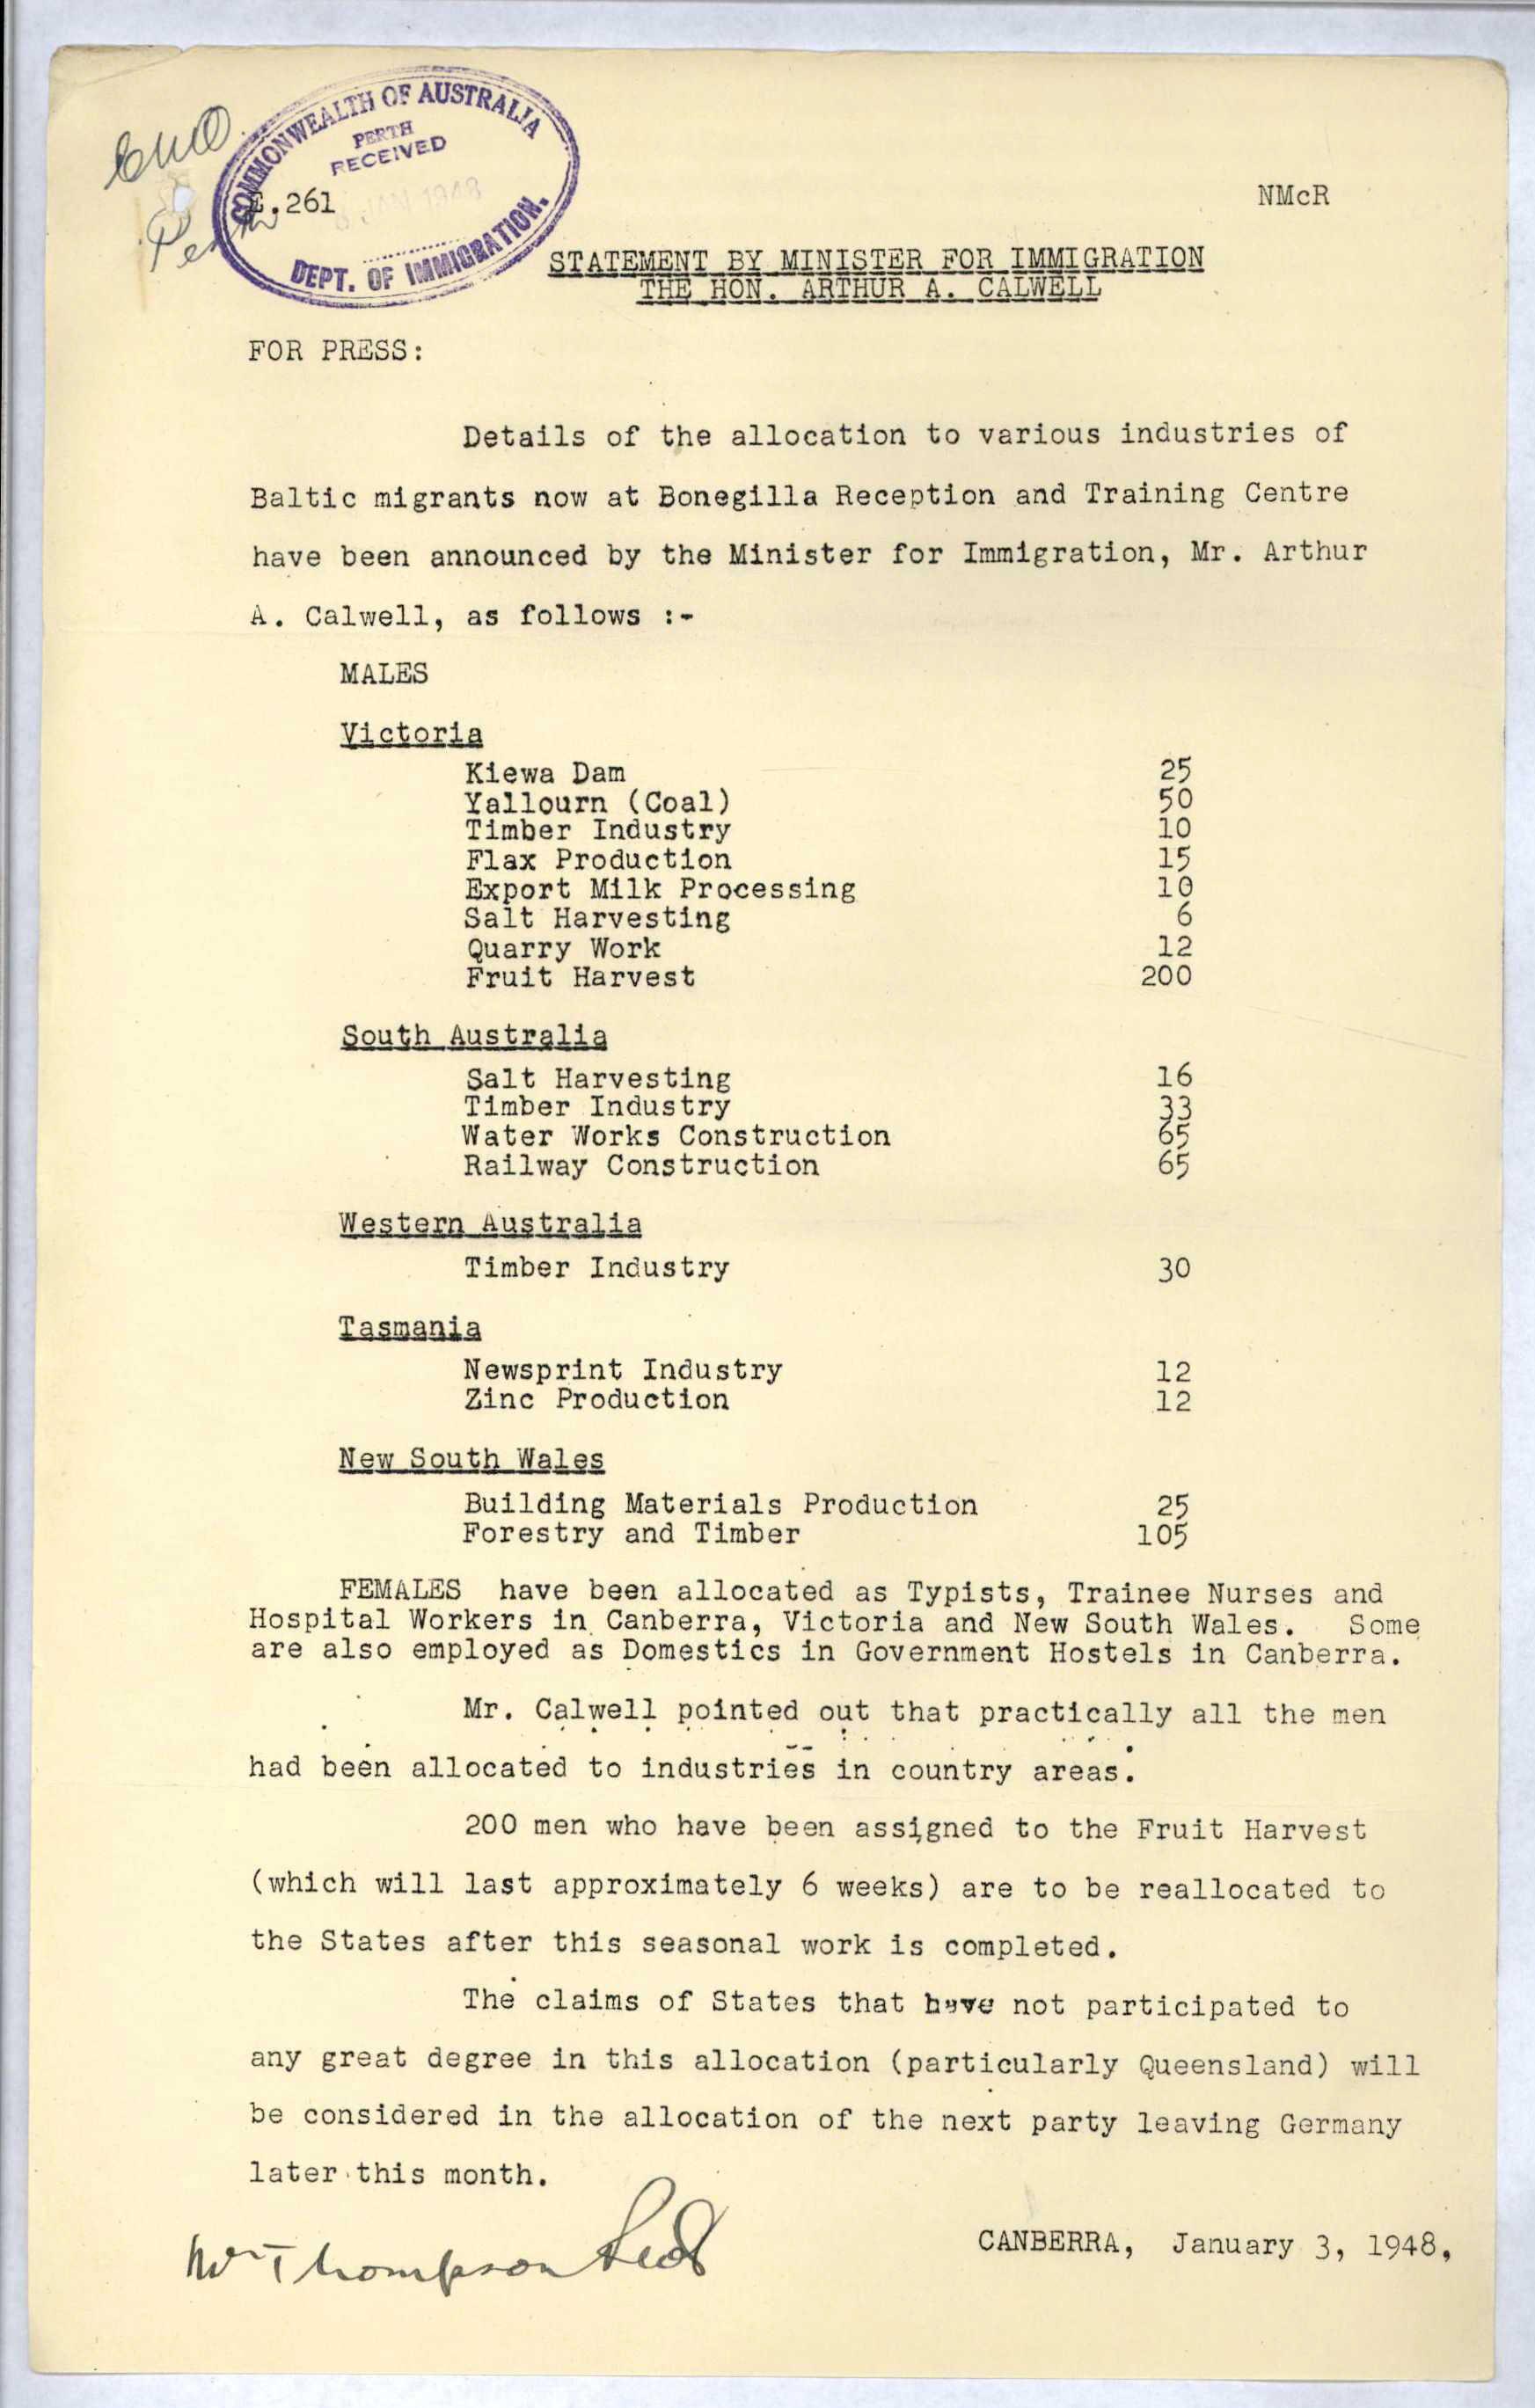 COMMONWEALTH OF AUSTRALIA
PERTH
RECEIVED
JAN 1948
DEPT. OF IMMIGRATION.
.261
NMcR
STATEMENT BY MINISTER FOR IMMIGRATION
THE HON. ARTHUR A. CALWELL
FOR PRESS:
Details of the allocation to various industries of
Baltic migrants now at Bonegilla Reception and Training Centre
have been announced by the Minister for Immigration, Mr. Arthur
A. Calwell, as follows :-
MALES
Victoria
Kiewa Dam 25
Yallourn (Coal) 50
Timber Industry 10
Flax Production 15
Export Milk Processing 10
Salt Harvesting 6
Quarry Work 12
Fruit Harvest 200
South Australia
Salt Harvesting 16
Timber Industry 33
Water Works Construction 65
Railway Construction 65
Western Australia
Timber Industry 30
Tasmania
Newsprint Industry 12
Zinc Production 12
New South Wales
Building Materials Production 25
Forestry and Timber 105
FEMALES have been allocated as Typists, Trainee Nurses and
Hospital Workers in Canberra, Victoria and New South Wales. Some
are also employed as Domestics in Government Hostels in Canberra.
Mr. Calwell pointed out that practically all the men
had been allocated to industries in country areas.
200 men who have been assigned to the Fruit Harvest
(which will last approximately 6 weeks) are to be reallocated to
the States after this seasonal work is completed.
The claims of States that have not participated to
any great degree in this allocation (particularly Queensland) will
be considered in the allocation of the next party leaving Germany
later this month.
Mr Thompson
CANBERRA, January 3, 1948,